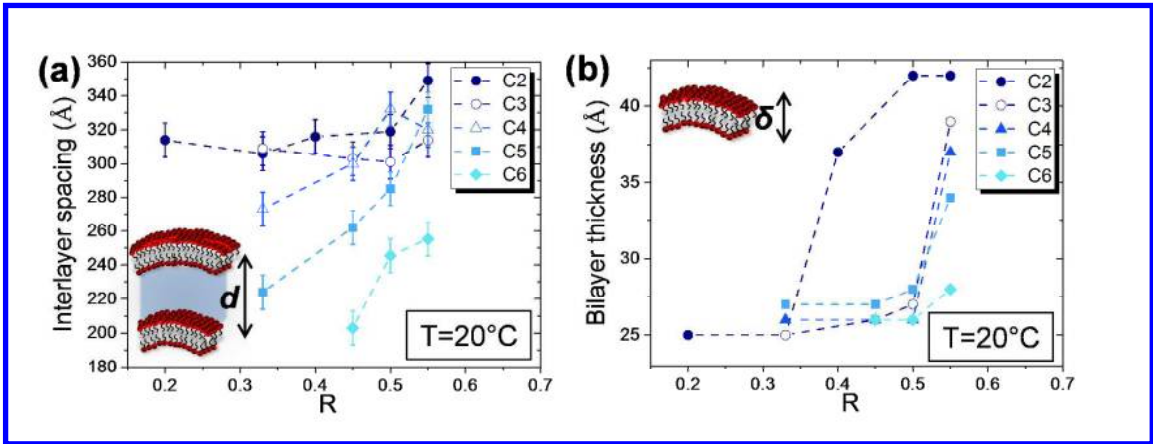 (a)
Interlayer spacing (Å)
360
340
320
300
280
260
240
220
200
180
0.2
0.3
0.4
0.5
0.6
0.7
R
C2
C3
C4
C5
C6
d
T=20°C
(b)
Bilayer thickness (Å)
40
35
30
25
0.2
0.3
0.4
0.5
0.6
0.7
R
C2
C3
C4
C5
C6
δ
T=20°C